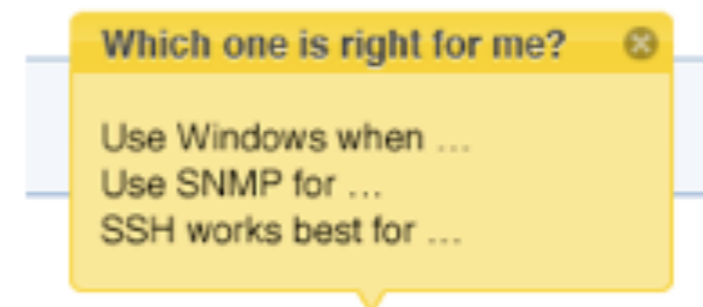 Which one is right for me?
Use Windows when ...
Use SNMP for ...
SSH works best for ...